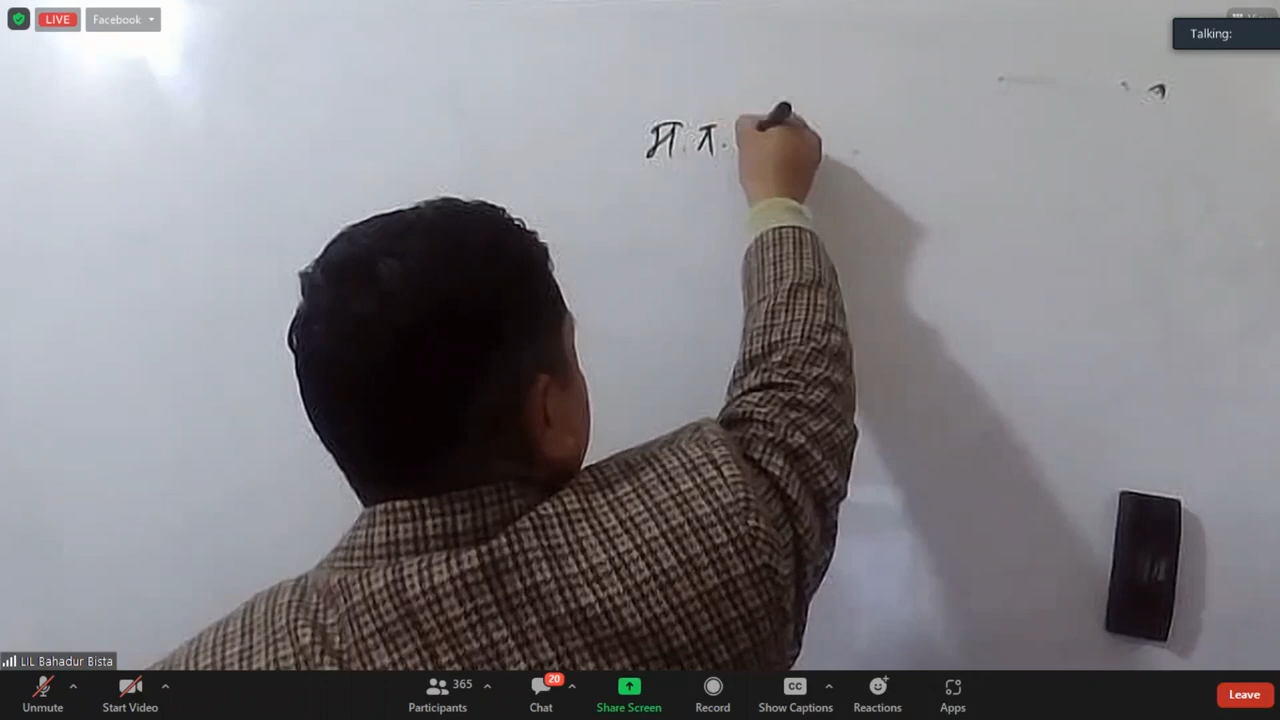 LIVE
Facebook
Talking:
म. त.
LIL Bahadur Bista
Unmute
Start Video
365
Participants
20
Chat
Share Screen
Record
CC
Show Captions
Reactions
Apps
Leave